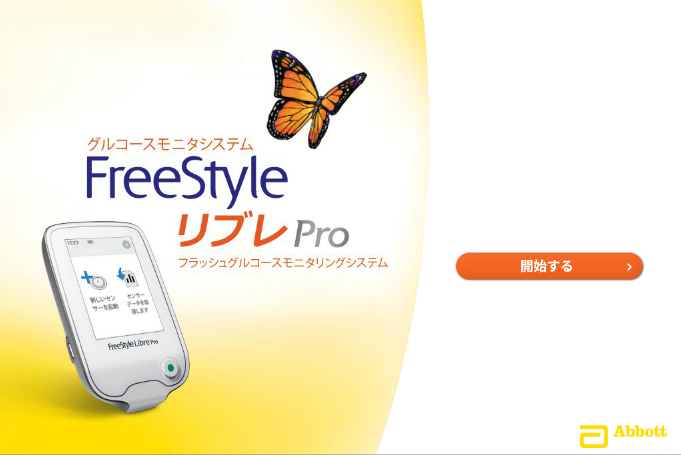 グルコースモニタシステム
FreeStyle
リブレ Pro
フラッシュグルコースモニタリングシステム
新しいセン
サーを起動
センサー
データを取
得します
FreeStyle Libre Pro
開始する
Abbott